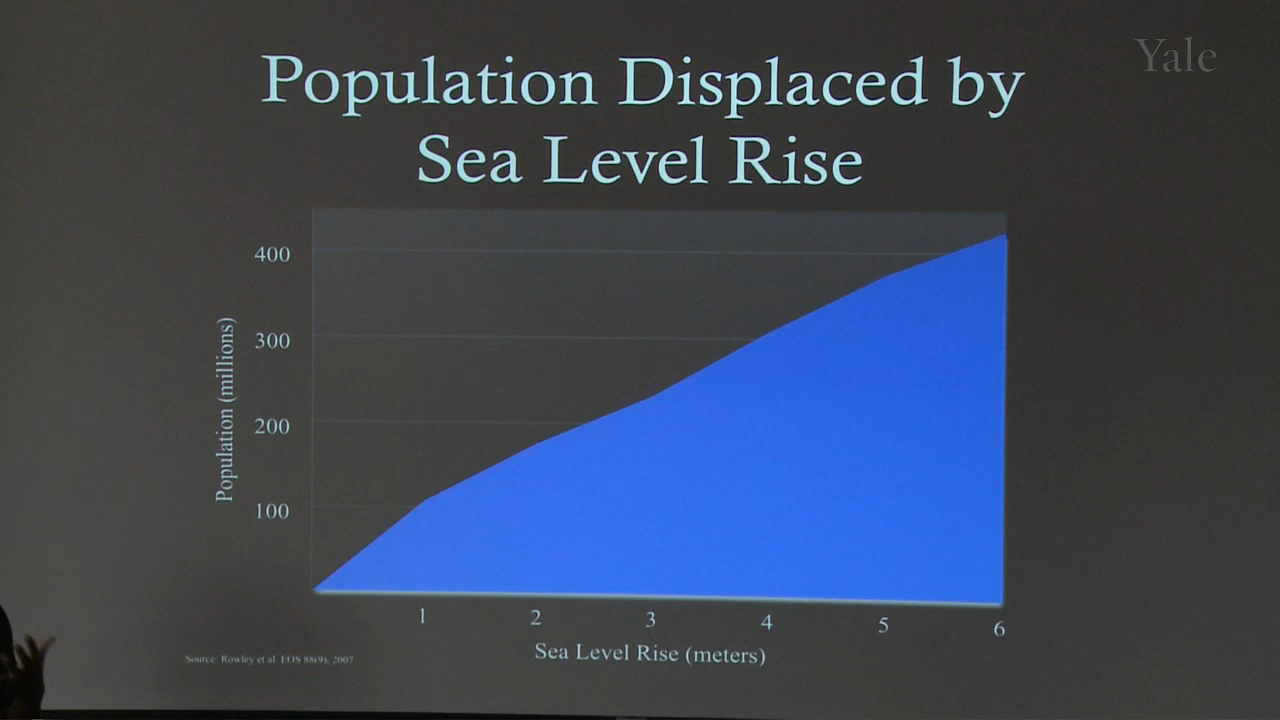 Yale
Population Displaced by
Sea Level Rise
400
300
200
100
Population (millions)
1 2 3 4 5 6
Sea Level Rise (meters)
Source: Rowley et al. EOS 88(9), 2007